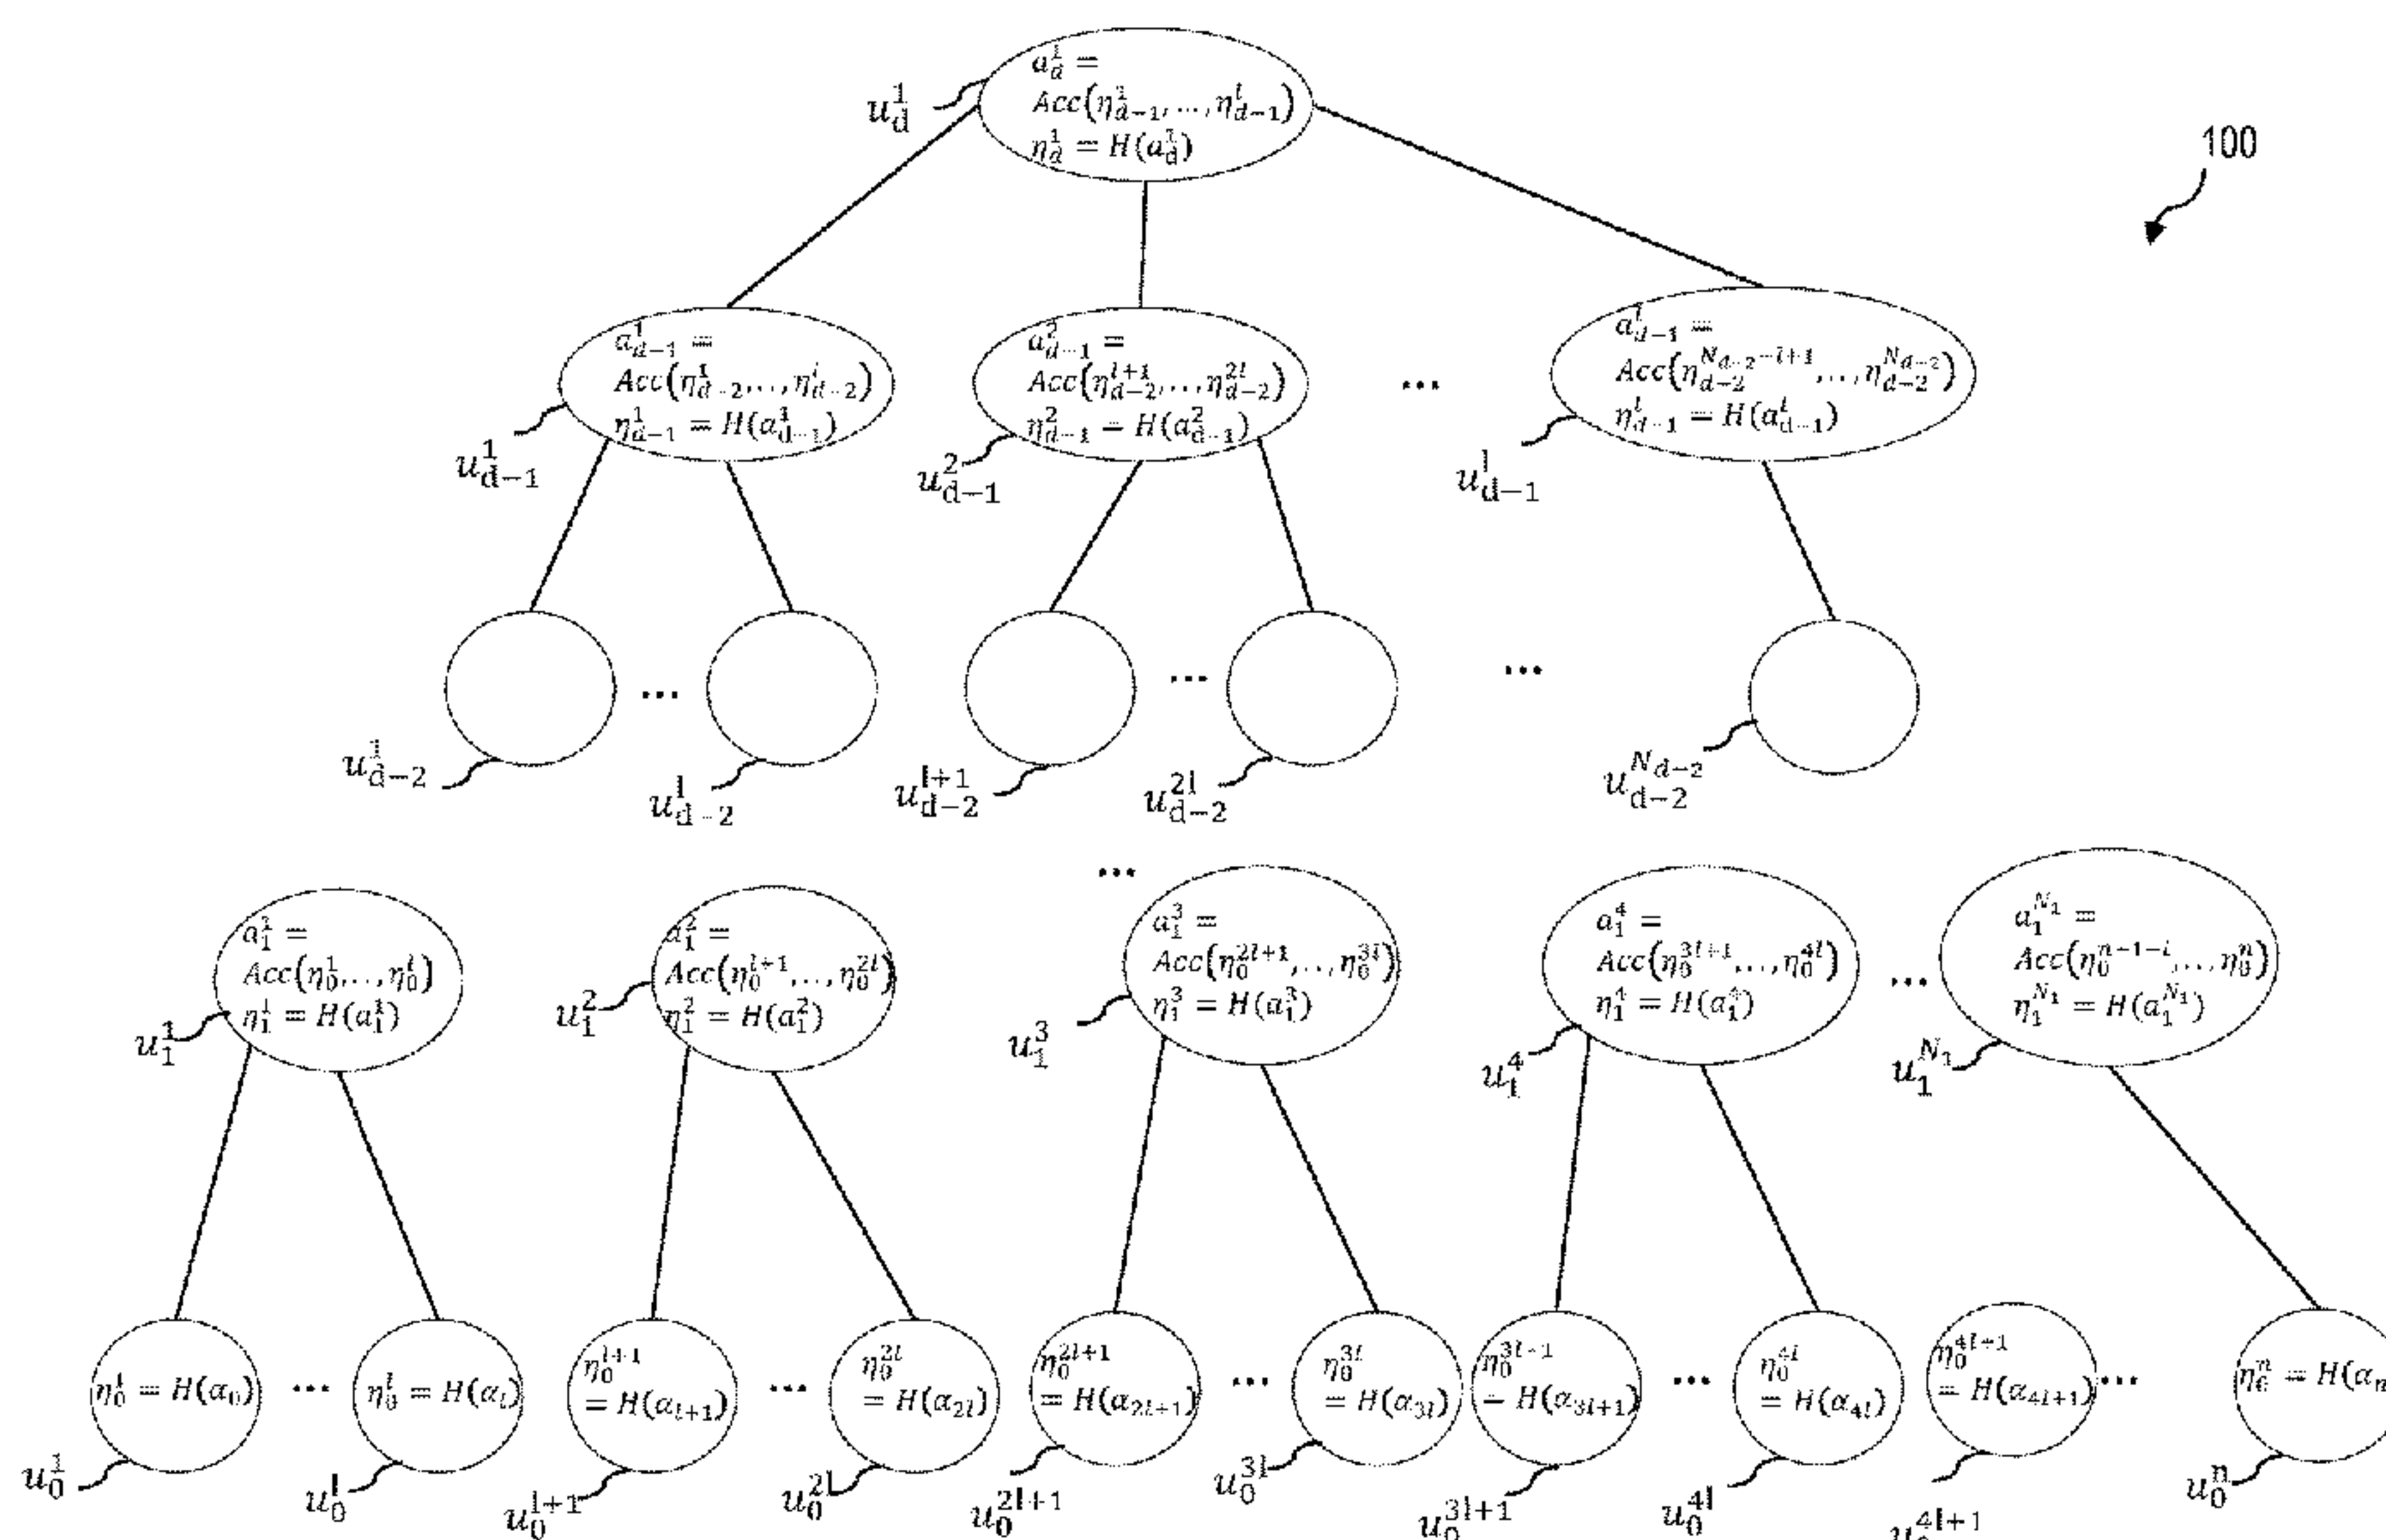 a_d^1 =
Acc(η_{d-1}^1,...,η_{d-1}^l)
η_d^1 = H(a_d^1)
u_d^1
100
a_{d-1}^1 =
Acc(η_{d-2}^1,..,η_{d-2}^l)
η_{d-1}^1 = H(a_{d-1}^1)
u_{d-1}^1
a_{d-1}^2 =
Acc(η_{d-2}^{l+1},..,η_{d-2}^{2l})
η_{d-1}^2 = H(a_{d-1}^2)
u_{d-1}^2
...
a_{d-1}^l =
Acc(η_{d-2}^{N_{d-2}-l+1},..,η_{d-2}^{N_{d-2}})
η_{d-1}^l = H(a_{d-1}^l)
u_{d-1}^l
... ... ...
u_{d-2}^1
u_{d-2}^l
u_{d-2}^{l+1}
u_{d-2}^{2l}
u_{d-2}^{N_{d-2}}
...
a_1^1 =
Acc(η_0^1,..,η_0^l)
η_1^1 = H(a_1^1)
u_1^1
a_1^2 =
Acc(η_0^{l+1},..,η_0^{2l})
η_1^2 = H(a_1^2)
u_1^2
a_1^3 =
Acc(η_0^{2l+1},..,η_0^{3l})
η_1^3 = H(a_1^3)
u_1^3
a_1^4 =
Acc(η_0^{3l+1},..,η_0^{4l})
η_1^4 = H(a_1^4)
u_1^4
...
a_1^{N_1} =
Acc(η_0^{n-1-l},..,η_0^n)
η_1^{N_1} = H(a_1^{N_1})
u_1^{N_1}
η_0^1 = H(α_0)
...
η_0^l = H(α_l)
η_0^{l+1}
= H(α_{l+1})
...
η_0^{2l}
= H(α_{2l})
η_0^{2l+1}
= H(α_{2l+1})
...
η_0^{3l}
= H(α_{3l})
η_0^{3l+1}
= H(α_{3l+1})
...
η_0^{4l}
= H(α_{4l})
η_0^{4l+1}
= H(α_{4l+1})
...
η_0^n = H(α_n
u_0^1
u_0^l
u_0^{l+1}
u_0^{2l}
u_0^{2l+1}
u_0^{3l}
u_0^{3l+1}
u_0^{4l}
u_0^{4l+1}
u_0^n